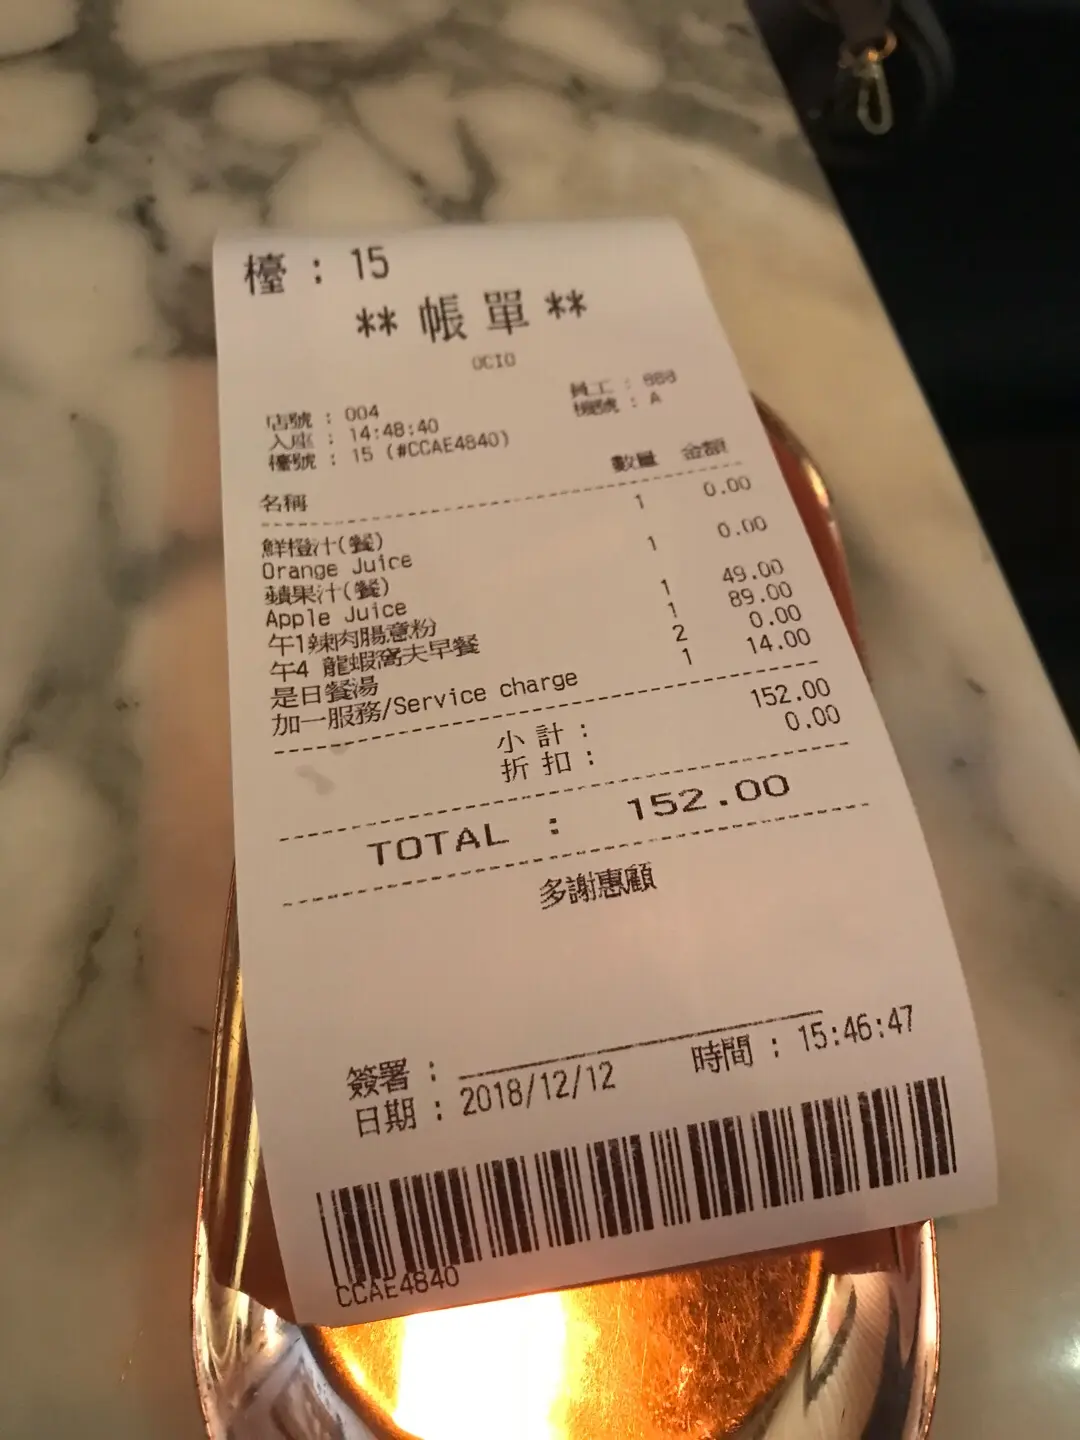 檯 : 15
** 帳 單 **
OCIO
店號 : 004 員工 : 888
入座 : 14:48:40 機號 : A
檯號 : 15 (#CCAE4840)
名稱 數量 金額
鮮橙汁(餐) 1 0.00
Orange Juice
蘋果汁(餐) 1 0.00
Apple Juice
午1辣肉腸意粉 1 49.00
午4 龍蝦窩夫早餐 1 89.00
是日餐湯 2 0.00
加一服務/Service charge 1 14.00
小 計 : 152.00
折 扣 : 0.00
TOTAL : 152.00
多謝惠顧
簽署 :
日期 : 2018/12/12 時間 : 15:46:47
CCAE4840